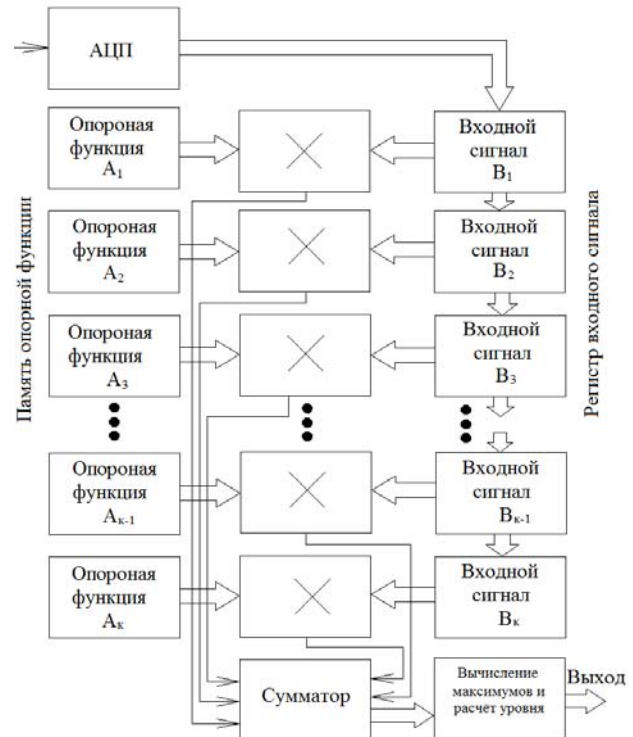 АЦП
Опороная
функция
A₁
Входной
сигнал
B₁
Опороная
функция
A₂
Входной
сигнал
B₂
Опороная
функция
A₃
Входной
сигнал
B₃
Опороная
функция
Aк-1
Входной
сигнал
Bк-1
Опороная
функция
Aк
Входной
сигнал
Bк
Память опорной функции
Регистр входного сигнала
Сумматор
Вычисление
максимумов и
расчёт уровня
Выход